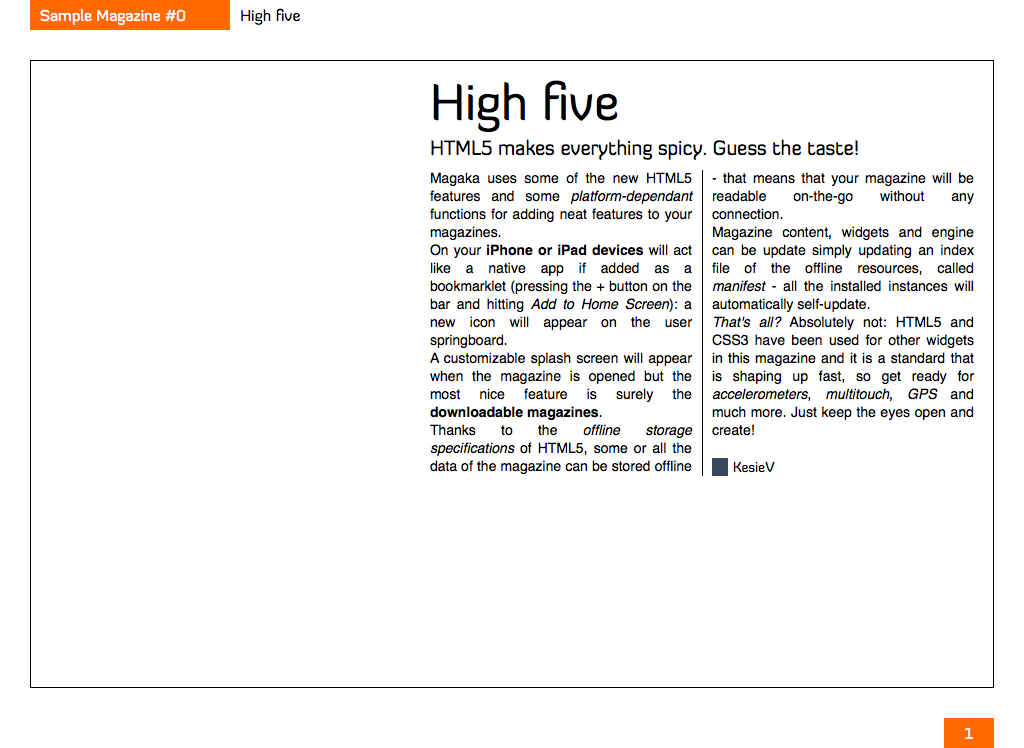 Sample Magazine #0
High five
High five
HTML5 makes everything spicy. Guess the taste!
Magaka uses some of the new HTML5
features and some platform-dependant
functions for adding neat features to your
magazines.
On your iPhone or iPad devices will act
like a native app if added as a
bookmarklet (pressing the + button on the
bar and hitting Add to Home Screen): a
new icon will appear on the user
springboard.
A customizable splash screen will appear
when the magazine is opened but the
most nice feature is surely the
downloadable magazines.
Thanks to the offline storage
specifications of HTML5, some or all the
data of the magazine can be stored offline
- that means that your magazine will be
readable on-the-go without any
connection.
Magazine content, widgets and engine
can be update simply updating an index
file of the offline resources, called
manifest - all the installed instances will
automatically self-update.
That's all? Absolutely not: HTML5 and
CSS3 have been used for other widgets
in this magazine and it is a standard that
is shaping up fast, so get ready for
accelerometers, multitouch, GPS and
much more. Just keep the eyes open and
create!
KesieV
1